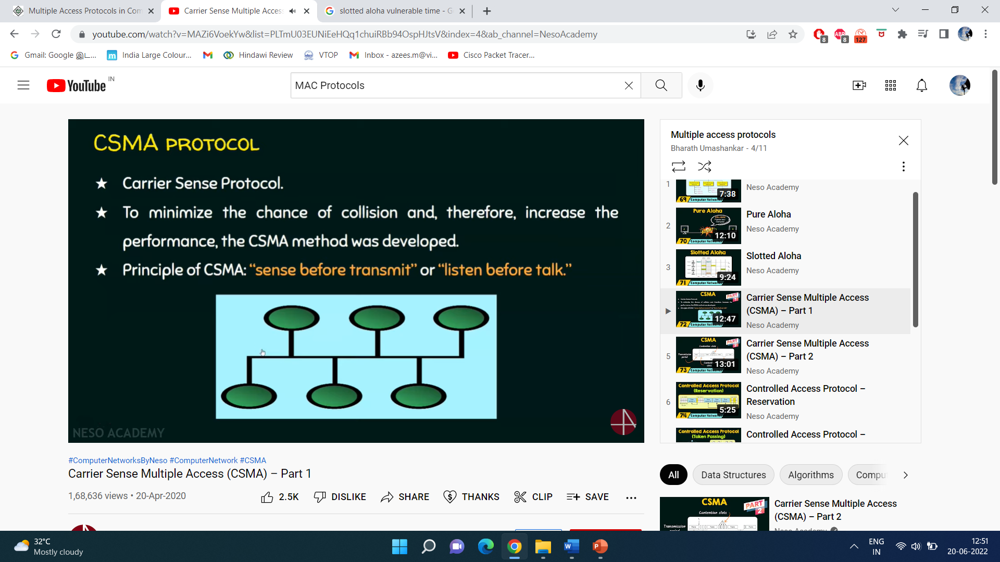 Multiple Access Protocols in Com
Carrier Sense Multiple Access
slotted aloha vulnerable time - G
youtube.com/watch?v=MAZi6VoekYw&list=PLTmU03EUNiEeHQq1chuiRBb94OspHJtsV&index=4&ab_channel=NesoAcademy
8
ABP
8
127
Gmail: Google இட...
India Large Colour...
Hindawi Review
VTOP
Inbox - azees.m@vi...
Cisco Packet Tracer...
YouTube IN
MAC Protocols
CSMA PROTOCOL
★ Carrier Sense Protocol.
★ To minimize the chance of collision and, therefore, increase the
performance, the CSMA method was developed.
★ Principle of CSMA: “sense before transmit” or “listen before talk.”
NESO ACADEMY
Multiple access protocols
Bharath Umashankar - 4/11
1
7:38
69 Computer Networks
Neso Academy
2
Pure Aloha
12:10
70 Computer Networks
Pure Aloha
Neso Academy
3
Slotted Aloha
9:24
71 Computer Networks
Slotted Aloha
Neso Academy
CSMA
PART 1
12:47
72 Computer Networks
Carrier Sense Multiple Access
(CSMA) – Part 1
Neso Academy
5
CSMA
PART 2
13:01
73 Computer Networks
Carrier Sense Multiple Access
(CSMA) – Part 2
Neso Academy
6
Controlled Access Protocol
(Reservation)
5:25
74 Computer Networks
Controlled Access Protocol –
Reservation
Neso Academy
Controlled Access Protocol
(Token Passing)
Controlled Access Protocol –
#ComputerNetworksByNeso #ComputerNetwork #CSMA
Carrier Sense Multiple Access (CSMA) – Part 1
1,68,636 views • 20-Apr-2020
2.5K
DISLIKE
SHARE
THANKS
CLIP
SAVE
All
Data Structures
Algorithms
Compu
CSMA
PART 2
Contention slots
Transmission
Carrier Sense Multiple Access
(CSMA) – Part 2
Neso Academy
32°C
Mostly cloudy
ENG
IN
12:51
20-06-2022